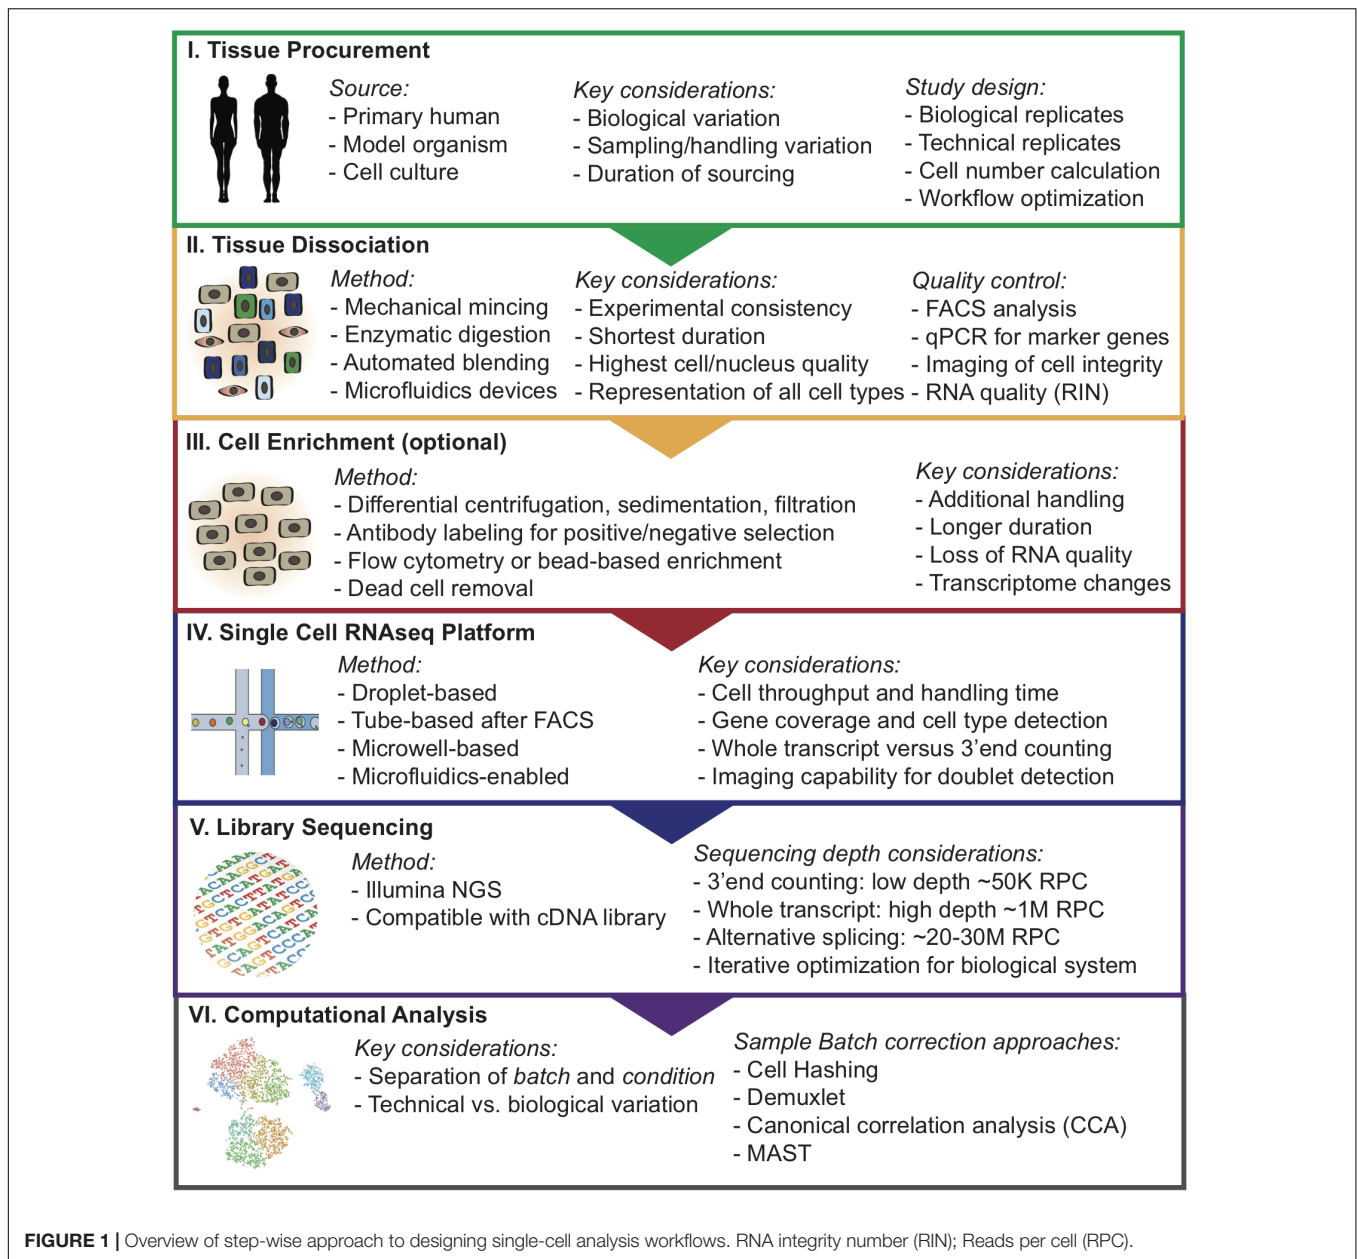 I. Tissue Procurement
Source:
- Primary human
- Model organism
- Cell culture
Key considerations:
- Biological variation
- Sampling/handling variation
- Duration of sourcing
Study design:
- Biological replicates
- Technical replicates
- Cell number calculation
- Workflow optimization
II. Tissue Dissociation
Method:
- Mechanical mincing
- Enzymatic digestion
- Automated blending
- Microfluidics devices
Key considerations:
- Experimental consistency
- Shortest duration
- Highest cell/nucleus quality
- Representation of all cell types
Quality control:
- FACS analysis
- qPCR for marker genes
- Imaging of cell integrity
- RNA quality (RIN)
III. Cell Enrichment (optional)
Method:
- Differential centrifugation, sedimentation, filtration
- Antibody labeling for positive/negative selection
- Flow cytometry or bead-based enrichment
- Dead cell removal
Key considerations:
- Additional handling
- Longer duration
- Loss of RNA quality
- Transcriptome changes
IV. Single Cell RNAseq Platform
Method:
- Droplet-based
- Tube-based after FACS
- Microwell-based
- Microfluidics-enabled
Key considerations:
- Cell throughput and handling time
- Gene coverage and cell type detection
- Whole transcript versus 3’end counting
- Imaging capability for doublet detection
V. Library Sequencing
Method:
- Illumina NGS
- Compatible with cDNA library
Sequencing depth considerations:
- 3’end counting: low depth ~50K RPC
- Whole transcript: high depth ~1M RPC
- Alternative splicing: ~20-30M RPC
- Iterative optimization for biological system
VI. Computational Analysis
Key considerations:
- Separation of batch and condition
- Technical vs. biological variation
Sample Batch correction approaches:
- Cell Hashing
- Demuxlet
- Canonical correlation analysis (CCA)
- MAST
FIGURE 1 | Overview of step-wise approach to designing single-cell analysis workflows. RNA integrity number (RIN); Reads per cell (RPC).